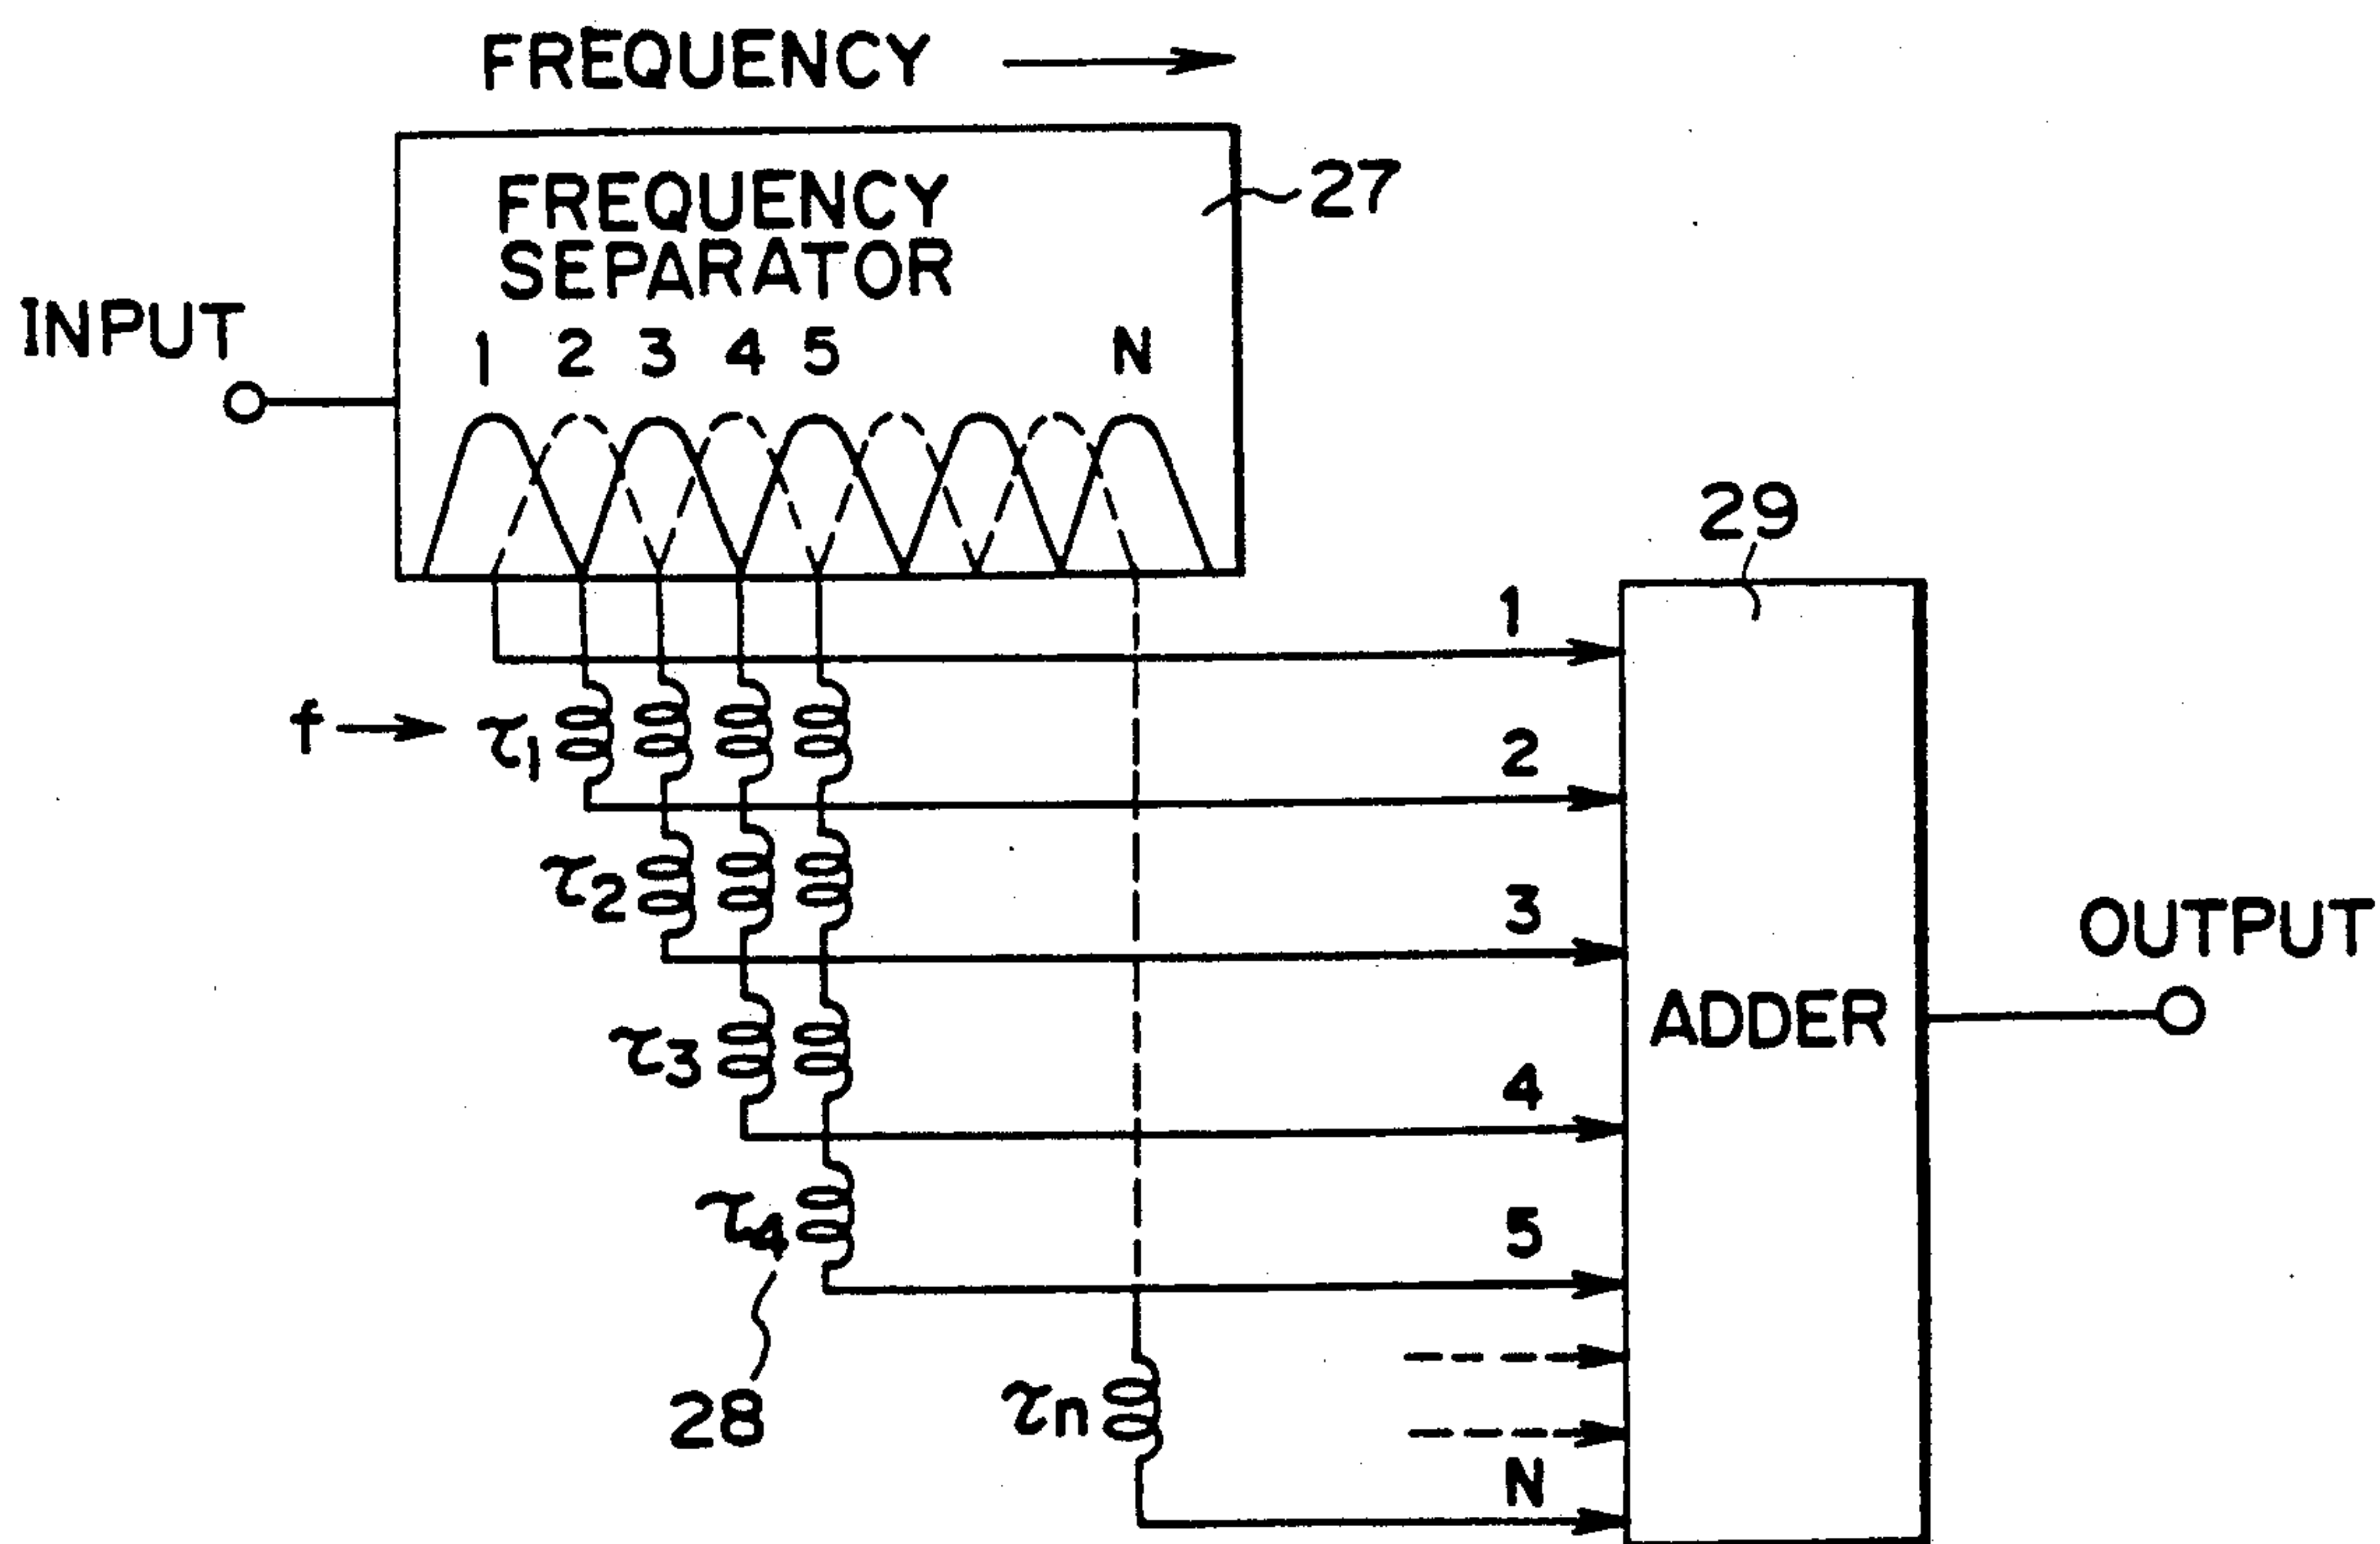 FREQUENCY
FREQUENCY
SEPARATOR
27
INPUT
1 2 3 4 5 N
29
1
f
τ1
2
τ2
3
OUTPUT
ADDER
τ3
4
τ4
5
28
τn
N